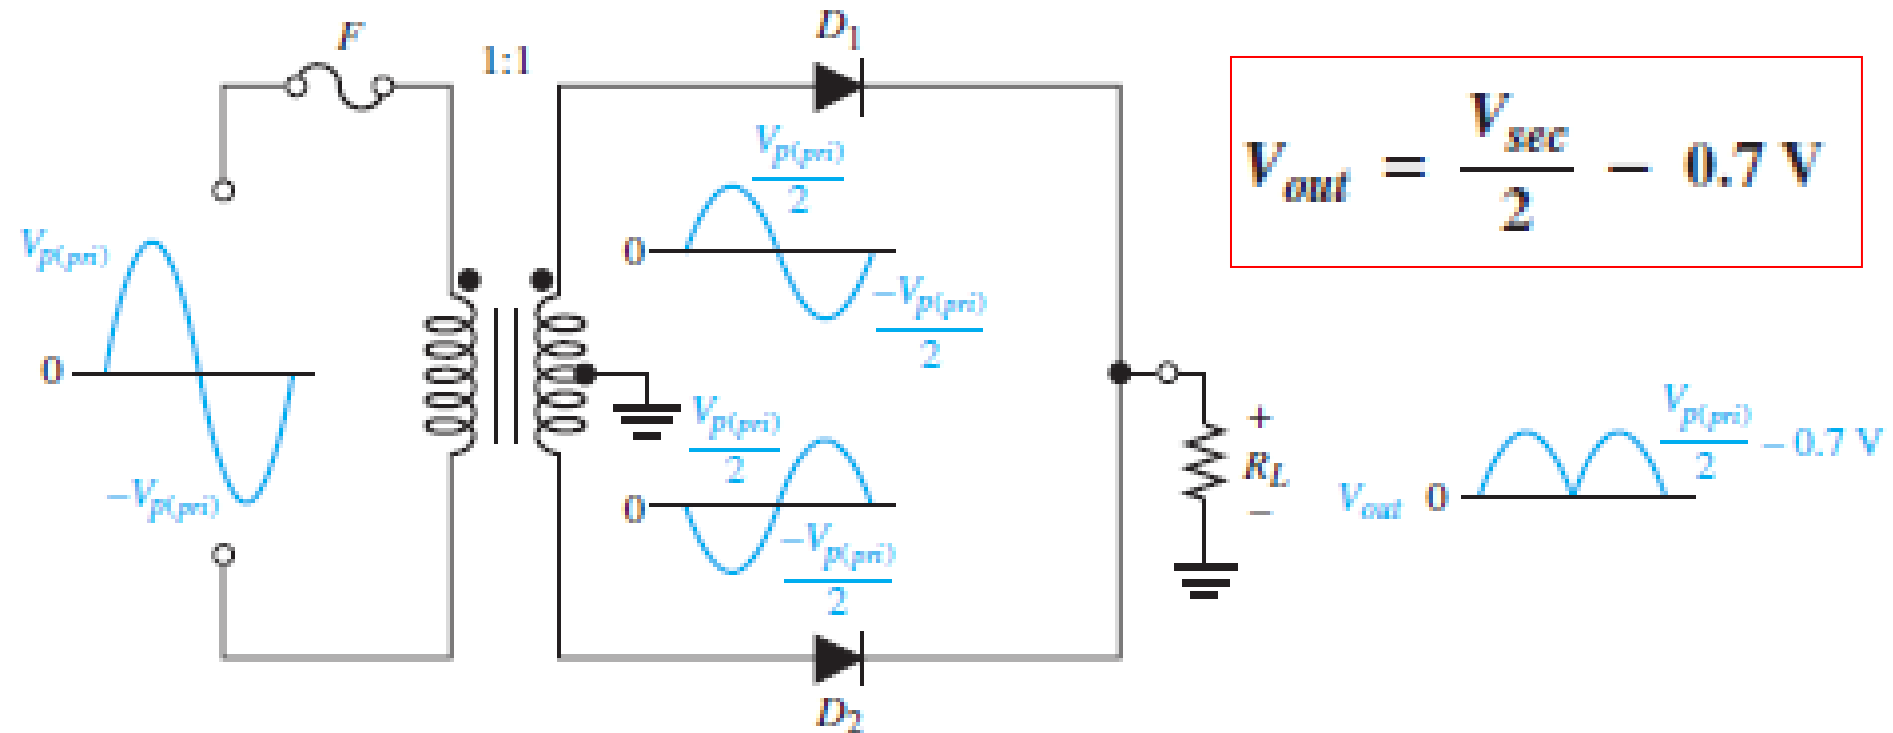 F
1:1
D1
Vout = Vsec/2 − 0.7 V
Vp(pri)
0
−Vp(pri)
Vp(pri)/2
0
−Vp(pri)/2
Vp(pri)/2
0
−Vp(pri)/2
+
RL
−
Vout 0
Vp(pri)/2 − 0.7 V
D2